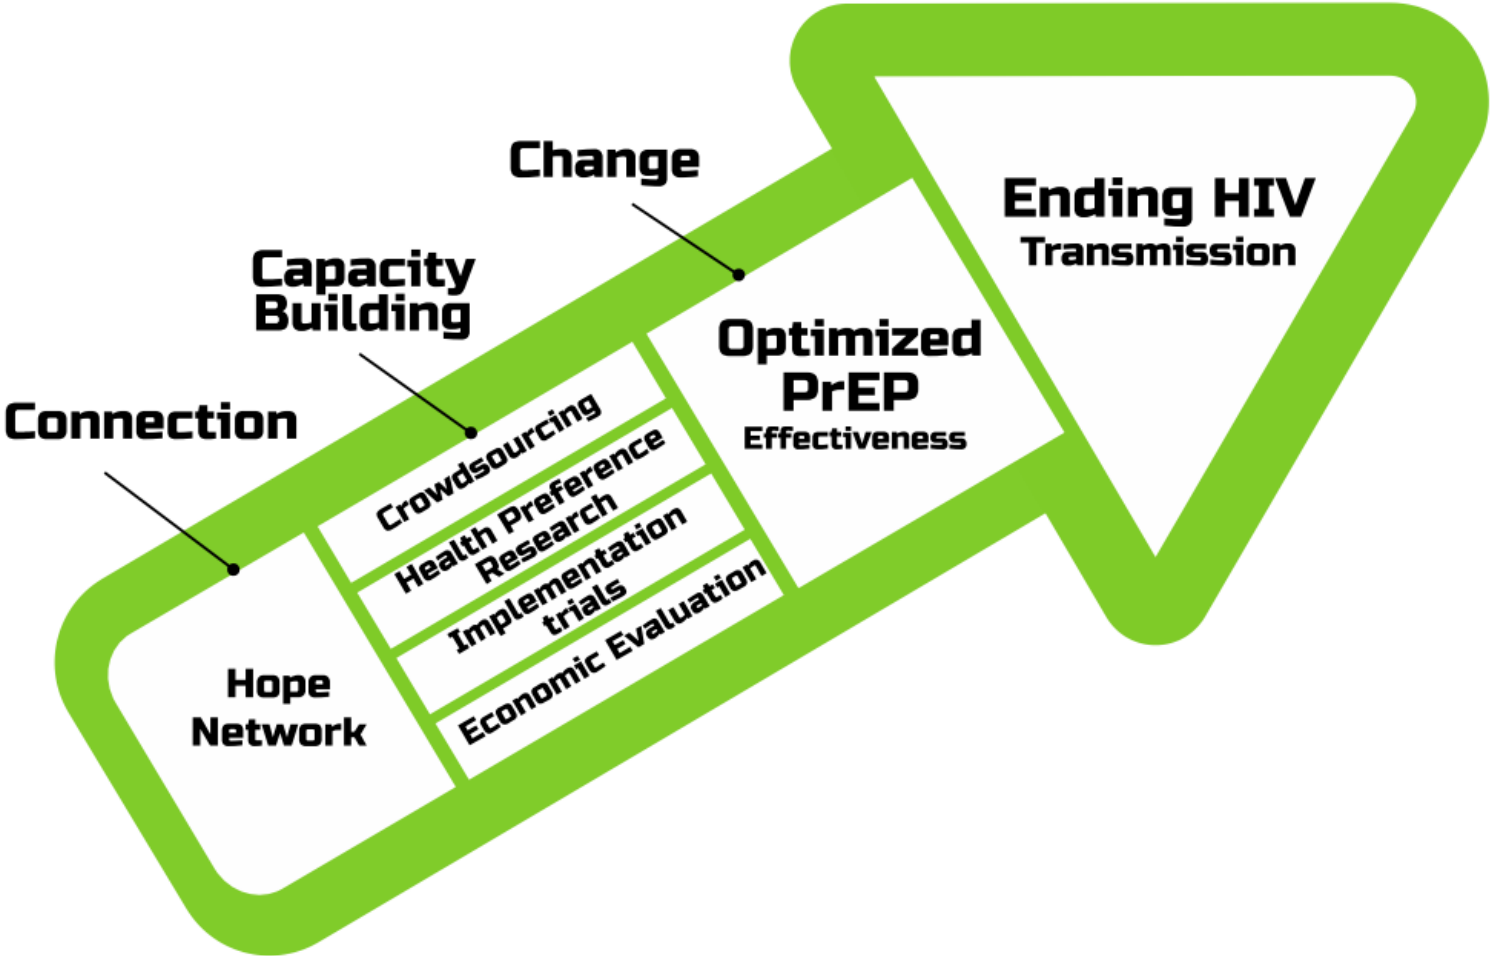 Change
Ending HIV
Transmission
Capacity
Building
Optimized
PrEP
Effectiveness
Connection
Crowdsourcing
Health Preference
Research
Implementation
trials
Economic Evaluation
Hope
Network